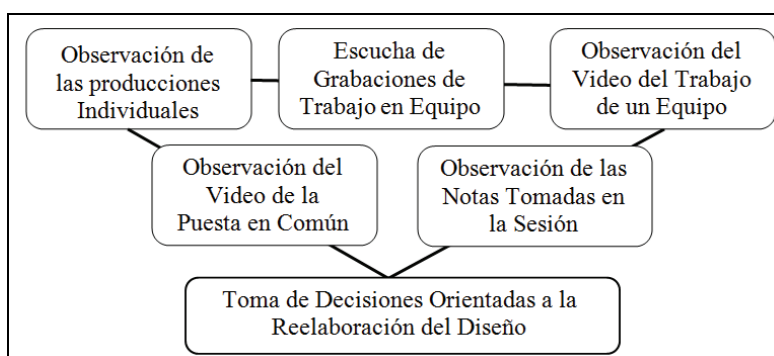 Observación de
las producciones
Individuales
Escucha de
Grabaciones de
Trabajo en Equipo
Observación del
Video del Trabajo
de un Equipo
Observación del
Video de la
Puesta en Común
Observación de las
Notas Tomadas en
la Sesión
Toma de Decisiones Orientadas a la
Reelaboración del Diseño